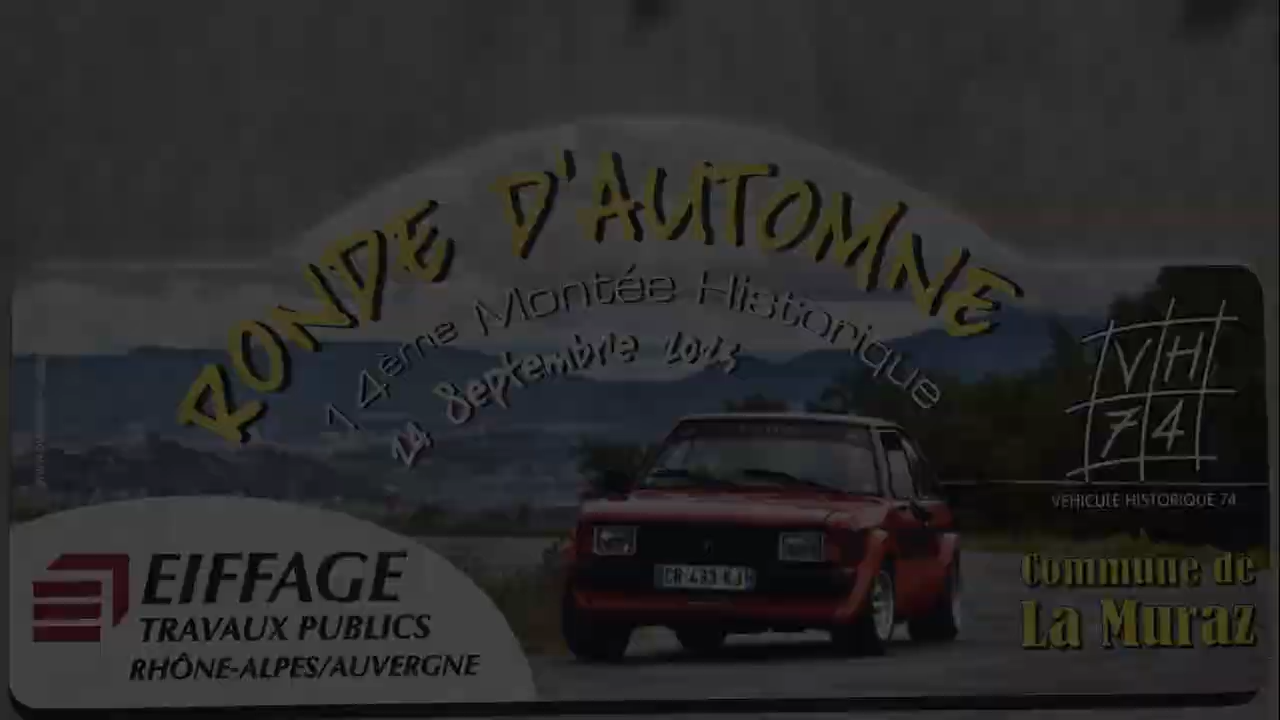 RONDE D'AUTOMNE
14ème Montée Historique
Septembre
VH
74
VEHICULE HISTORIQUE 74
EIFFAGE
TRAVAUX PUBLICS
RHÔNE-ALPES/AUVERGNE
Commune de
La Muraz